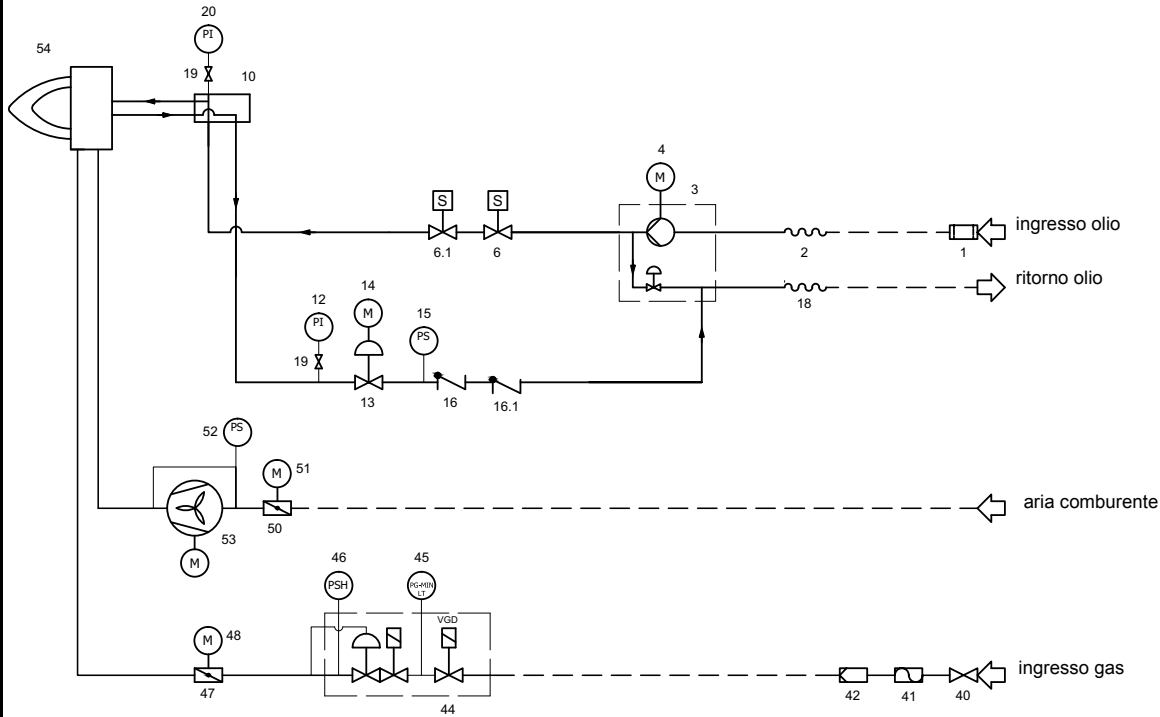 20
PI
54
19
10
4
M
3
S
S
ingresso olio
6.1
6
2
1
ritorno olio
18
14
12
M
15
PI
PS
19
13
16
16.1
52
PS
51
M
aria comburente
50
53
M
46
45
PSH
PG-MIN
LT
VGD
M
48
ingresso gas
47
44
42
41
40